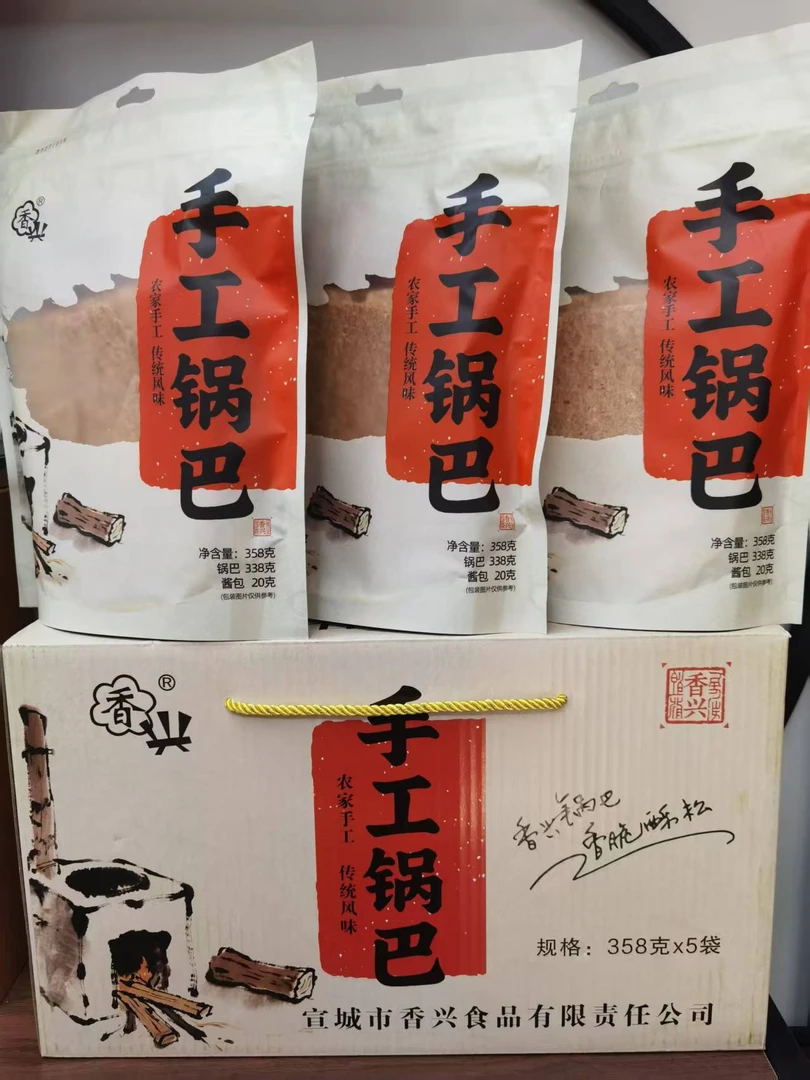 香兴®
手工锅巴
农家手工 传统风味
净含量：358克
锅巴 338克
酱包 20克
(包装图片仅供参考)
手工锅巴
农家手工 传统风味
净含量：358克
锅巴 338克
酱包 20克
(包装图片仅供参考)
手工锅巴
农家手工 传统风味
净含量：358克
锅巴 338克
酱包 20克
(包装图片仅供参考)
香兴®
手工锅巴
农家手工 传统风味
香兴
香兴锅巴
香脆酥松
规格：358克x5袋
宣城市香兴食品有限责任公司